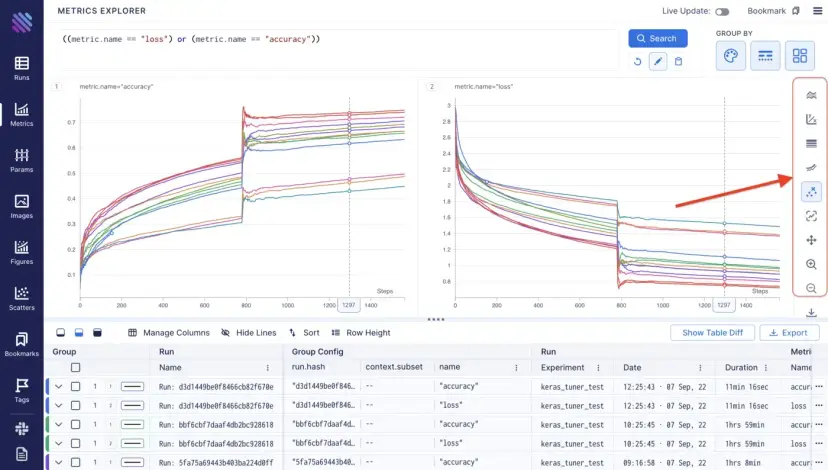 METRICS EXPLORER
Live Update:
Bookmark
((metric.name == "loss") or (metric.name == "accuracy"))
Search
GROUP BY
Runs
Metrics
Params
Images
Figures
Scatters
Bookmarks
Tags
1 metric.name="accuracy"
0.7
0.6
0.5
0.4
0.3
0.2
0.1
0 200 400 600 800 1000 1297 1400
Steps
2 metric.name="loss"
3
2.8
2.6
2.4
2.2
2
1.8
1.6
1.4
1.2
1
0.8
0 200 400 600 800 1000 1297 1400
Steps
Manage Columns Hide Lines Sort Row Height Show Table Diff Export
Group Run Group Config Run Metri
Name run.hash context.subset name Experiment Date Duration Name
1 Run: d3d1449be0f8466cb82f670e "d3d1449be0f846… -- "accuracy" keras_tuner_test 12:25:43 · 07 Sep, 22 11min 16sec accura
1 Run: d3d1449be0f8466cb82f670e "d3d1449be0f846… -- "loss" keras_tuner_test 12:25:43 · 07 Sep, 22 11min 16sec loss
1 Run: bbf6cbf7daaf4db2bc928618 "bbf6cbf7daaf4d… -- "accuracy" keras_tuner_test 10:25:45 · 07 Sep, 22 1hrs 59min accura
1 Run: bbf6cbf7daaf4db2bc928618 "bbf6cbf7daaf4d… -- "loss" keras_tuner_test 10:25:45 · 07 Sep, 22 1hrs 59min loss
1 Run: 5fa75a69443b403ba224d0ff "5fa75a69443b40… -- "accuracy" keras_tuner_test 09:16:58 · 07 Sep, 22 1hrs 8min accura